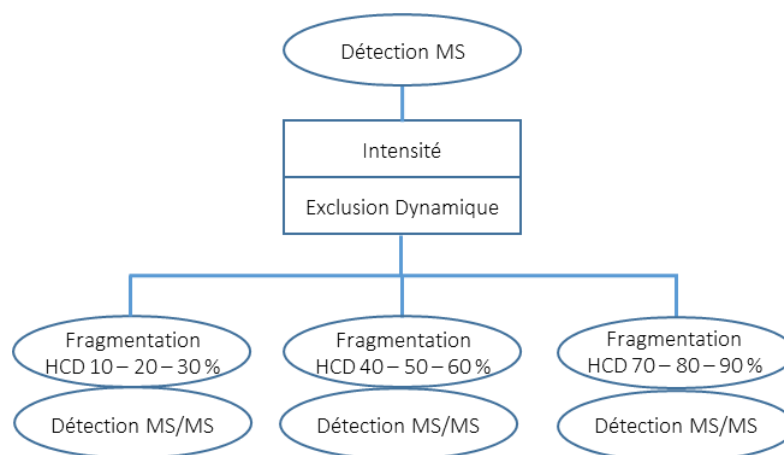 Détection MS
Intensité
Exclusion Dynamique
Fragmentation
HCD 10 – 20 – 30 %
Détection MS/MS
Fragmentation
HCD 40 – 50 – 60 %
Détection MS/MS
Fragmentation
HCD 70 – 80 – 90 %
Détection MS/MS